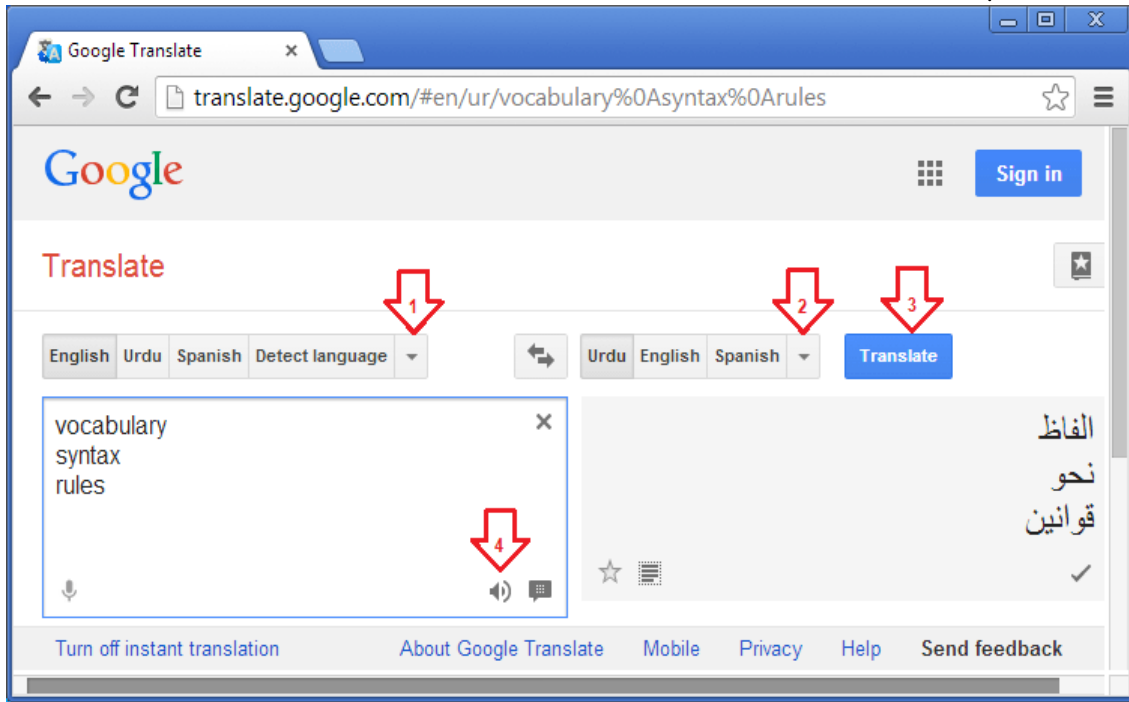 Google Translate
translate.google.com/#en/ur/vocabulary%0Asyntax%0Arules
Google
Sign in
Translate
1
2
3
English Urdu Spanish Detect language
Urdu English Spanish
Translate
vocabulary
syntax
rules
الفاظ
نحو
قوانین
4
Turn off instant translation About Google Translate Mobile Privacy Help Send feedback